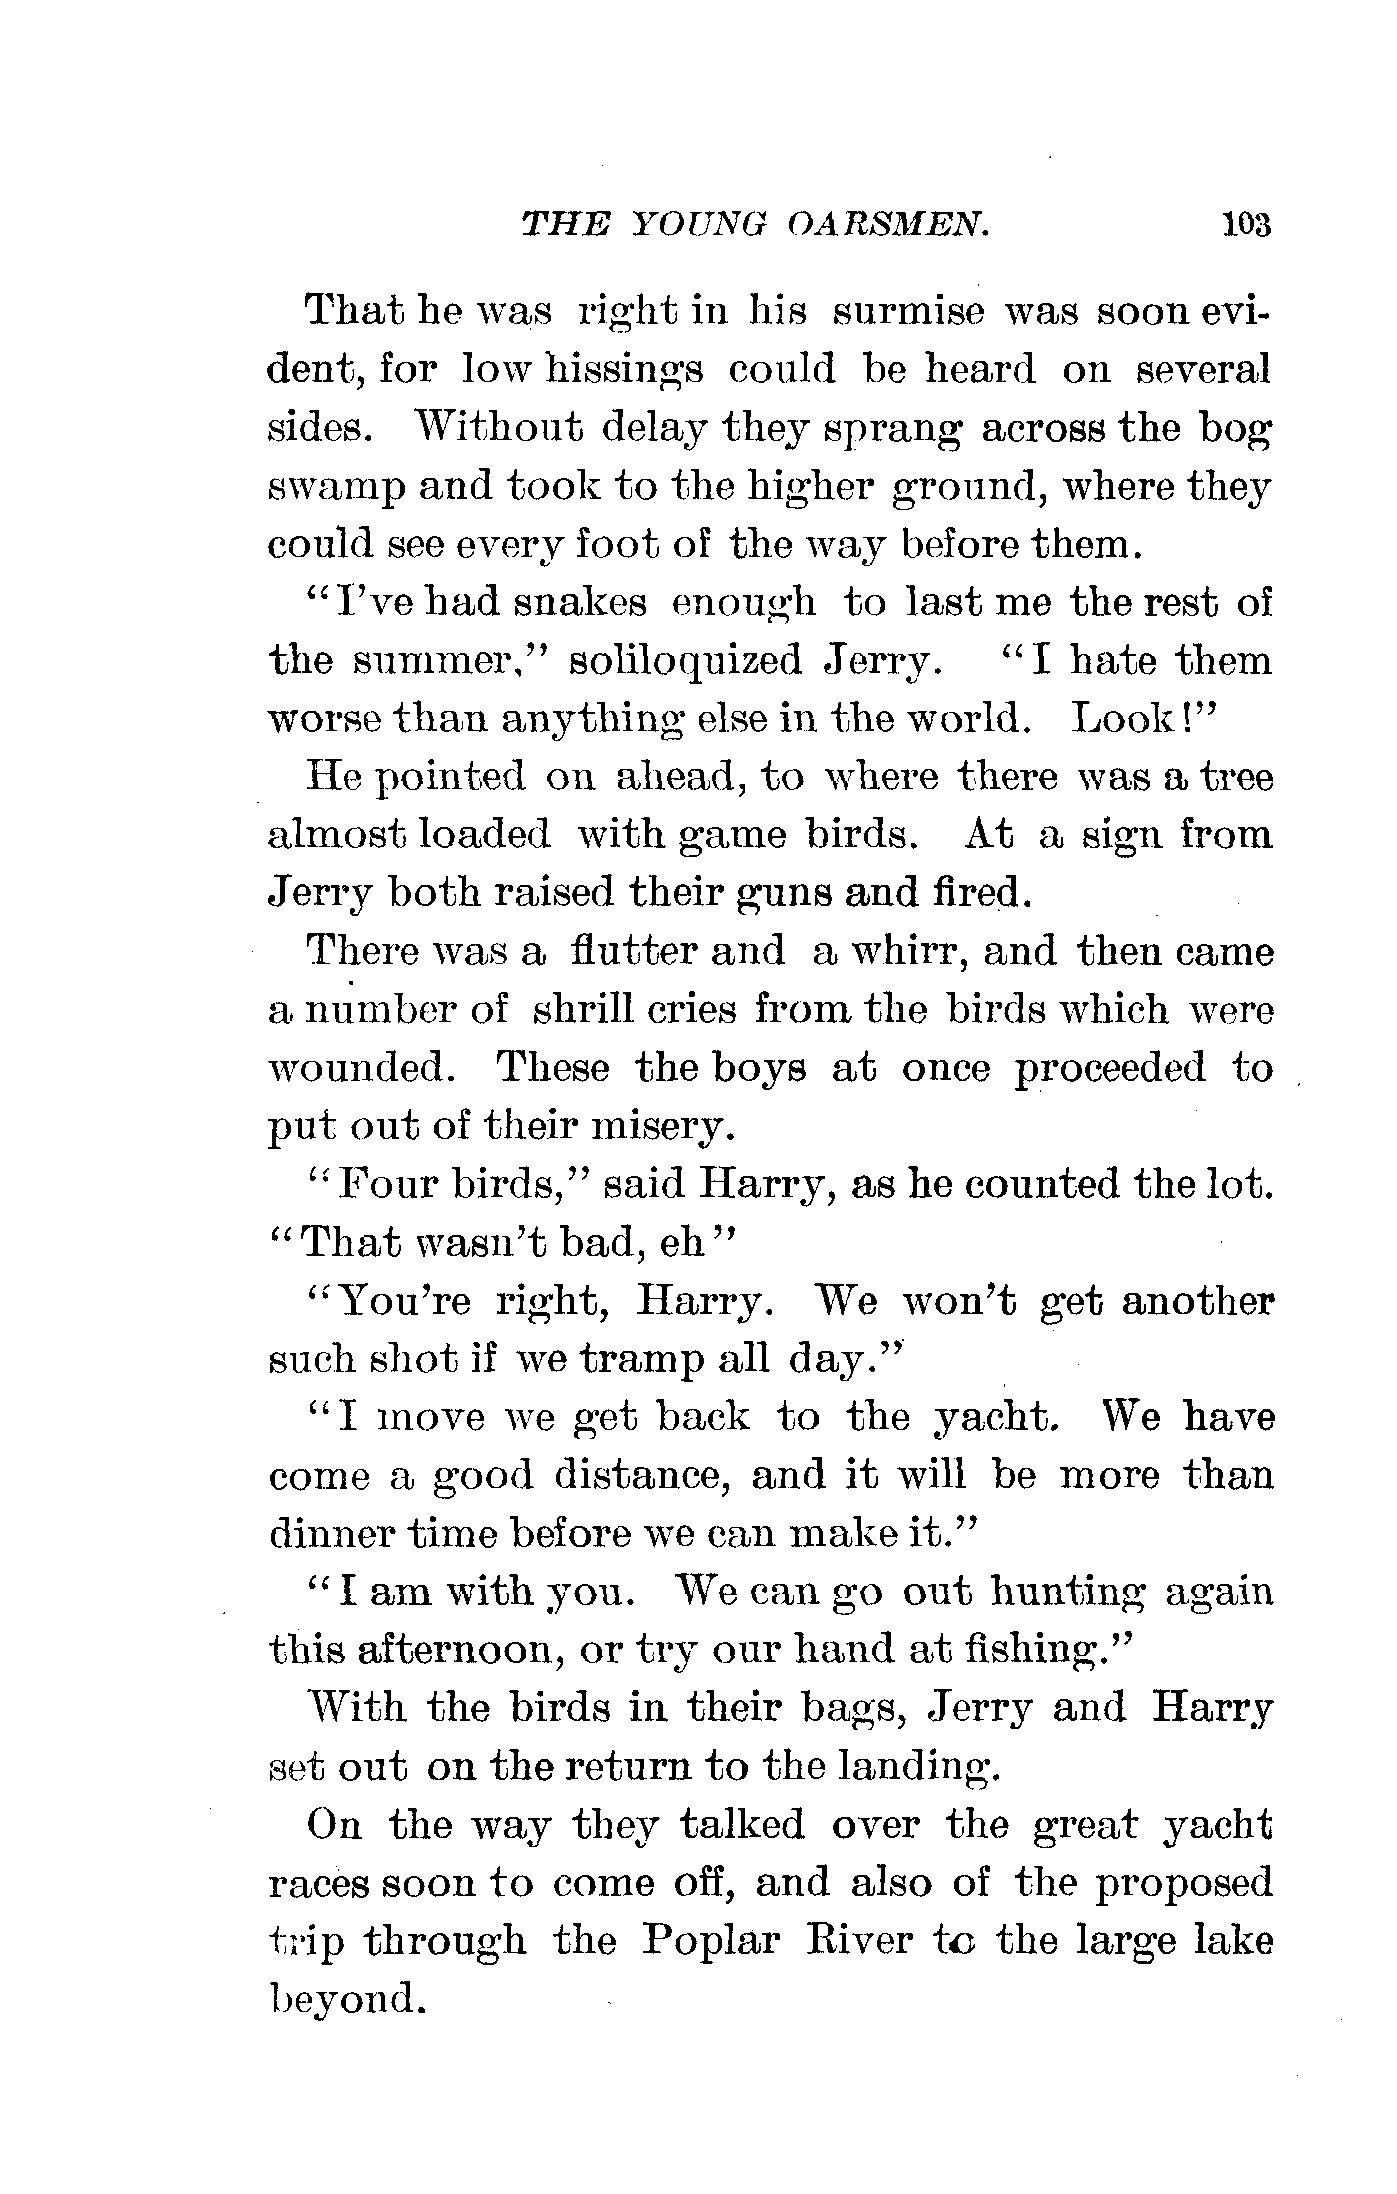 THE YOUNG OARSMEN. 103
That he was right in his surmise was soon evi-
dent, for low hissings could be heard on several
sides. Without delay they sprang across the bog
swamp and took to the higher ground, where they
could see every foot of the way before them.
"I've had snakes enough to last me the rest of
the summer," soliloquized Jerry. "I hate them
worse than anything else in the world. Look!"
He pointed on ahead, to where there was a tree
almost loaded with game birds. At a sign from
Jerry both raised their guns and fired.
There was a flutter and a whirr, and then came
a number of shrill cries from the birds which were
wounded. These the boys at once proceeded to
put out of their misery.
"Four birds," said Harry, as he counted the lot.
"That wasn't bad, eh"
"You're right, Harry. We won't get another
such shot if we tramp all day."
"I move we get back to the yacht. We have
come a good distance, and it will be more than
dinner time before we can make it."
"I am with you. We can go out hunting again
this afternoon, or try our hand at fishing."
With the birds in their bags, Jerry and Harry
set out on the return to the landing.
On the way they talked over the great yacht
races soon to come off, and also of the proposed
trip through the Poplar River to the large lake
beyond.